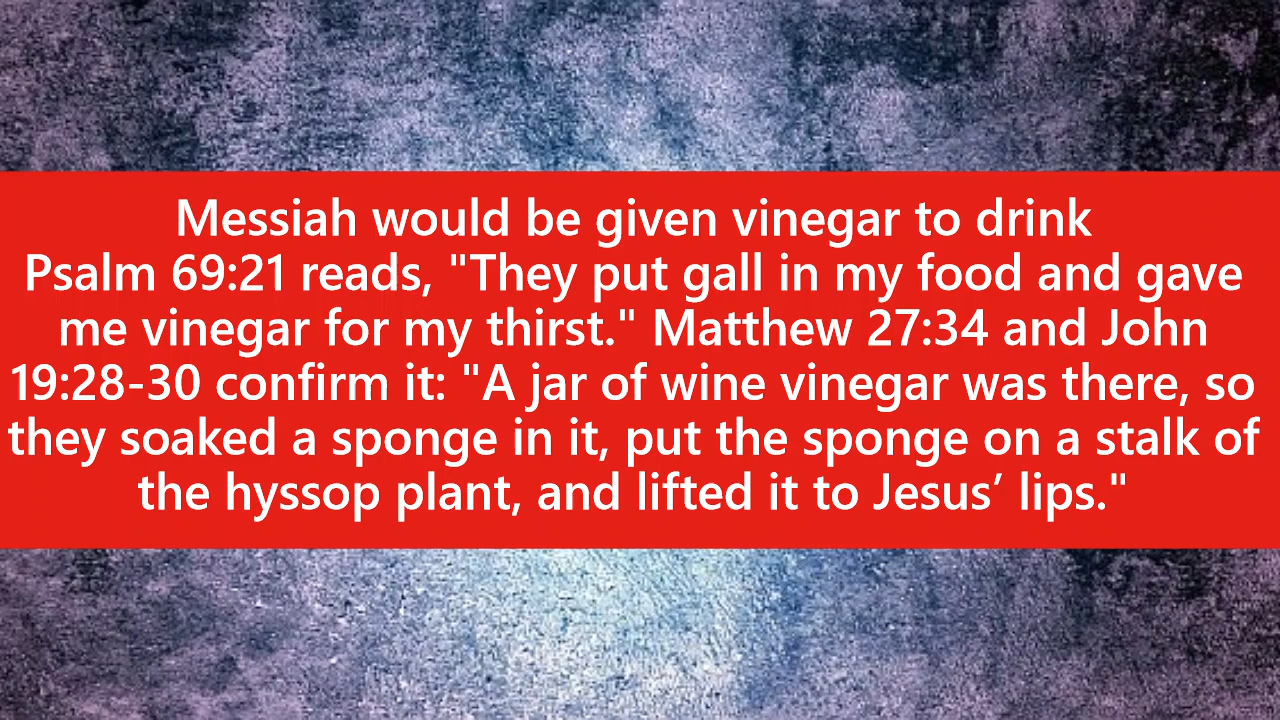 Messiah would be given vinegar to drink
Psalm 69:21 reads, "They put gall in my food and gave
me vinegar for my thirst." Matthew 27:34 and John
19:28-30 confirm it: "A jar of wine vinegar was there, so
they soaked a sponge in it, put the sponge on a stalk of
the hyssop plant, and lifted it to Jesus’ lips."